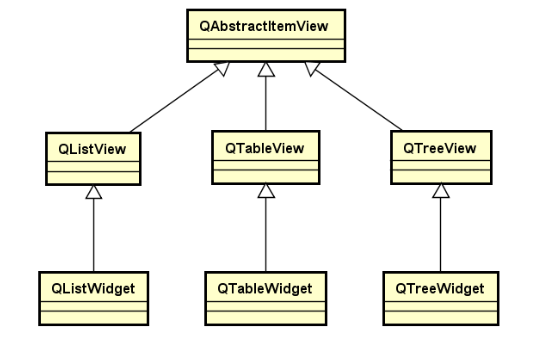 QAbstractItemView
QListView
QTableView
QTreeView
QListWidget
QTableWidget
QTreeWidget